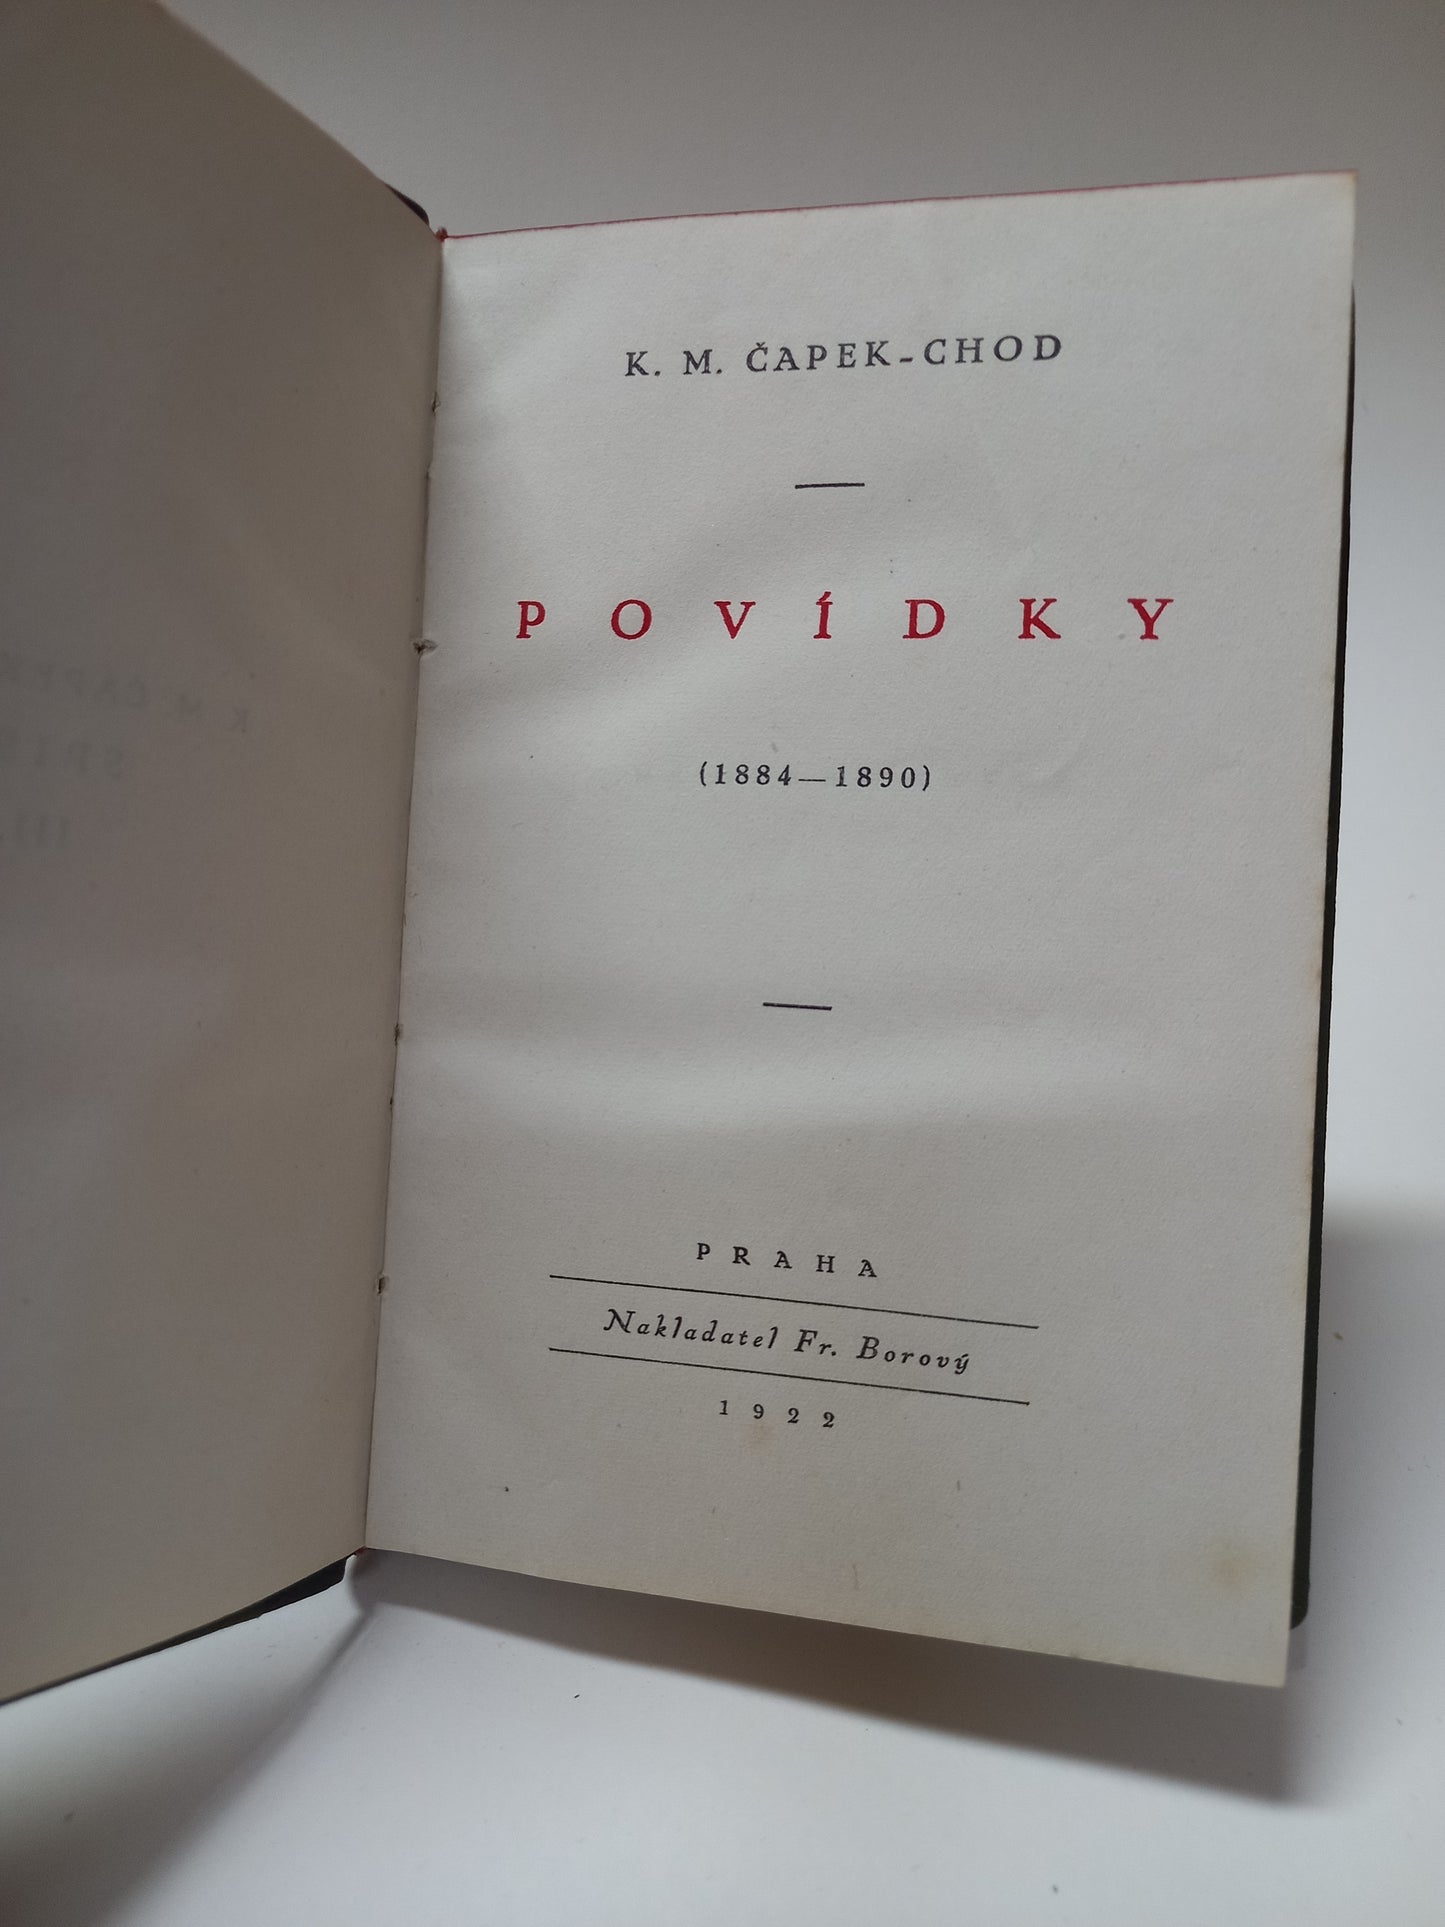 K. M. ČAPEK-CHOD
POVÍDKY
(1884—1890)
PRAHA
Nakladatel Fr. Borový
1922